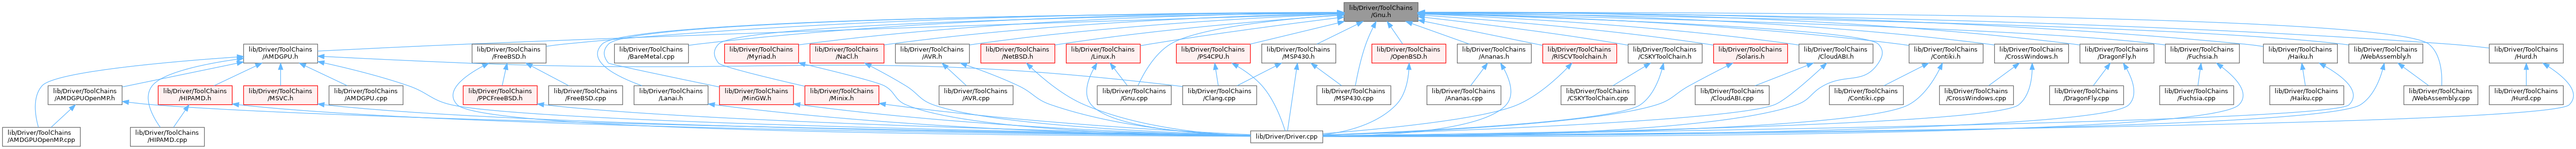 lib/Driver/ToolChains
/Gnu.h
lib/Driver/ToolChains
/AMDGPU.h
lib/Driver/ToolChains
/FreeBSD.h
lib/Driver/ToolChains
/BareMetal.cpp
lib/Driver/ToolChains
/Myriad.h
lib/Driver/ToolChains
/NaCl.h
lib/Driver/ToolChains
/AVR.h
lib/Driver/ToolChains
/NetBSD.h
lib/Driver/ToolChains
/Linux.h
lib/Driver/ToolChains
/PS4CPU.h
lib/Driver/ToolChains
/MSP430.h
lib/Driver/ToolChains
/OpenBSD.h
lib/Driver/ToolChains
/Ananas.h
lib/Driver/ToolChains
/RISCVToolchain.h
lib/Driver/ToolChains
/CSKYToolChain.h
lib/Driver/ToolChains
/Solaris.h
lib/Driver/ToolChains
/CloudABI.h
lib/Driver/ToolChains
/Contiki.h
lib/Driver/ToolChains
/CrossWindows.h
lib/Driver/ToolChains
/DragonFly.h
lib/Driver/ToolChains
/Fuchsia.h
lib/Driver/ToolChains
/Haiku.h
lib/Driver/ToolChains
/WebAssembly.h
lib/Driver/ToolChains
/Hurd.h
lib/Driver/ToolChains
/AMDGPUOpenMP.h
lib/Driver/ToolChains
/HIPAMD.h
lib/Driver/ToolChains
/MSVC.h
lib/Driver/ToolChains
/AMDGPU.cpp
lib/Driver/ToolChains
/PPCFreeBSD.h
lib/Driver/ToolChains
/FreeBSD.cpp
lib/Driver/ToolChains
/Lanai.h
lib/Driver/ToolChains
/MinGW.h
lib/Driver/ToolChains
/Minix.h
lib/Driver/ToolChains
/AVR.cpp
lib/Driver/ToolChains
/Gnu.cpp
lib/Driver/ToolChains
/Clang.cpp
lib/Driver/ToolChains
/MSP430.cpp
lib/Driver/ToolChains
/Ananas.cpp
lib/Driver/ToolChains
/CSKYToolChain.cpp
lib/Driver/ToolChains
/CloudABI.cpp
lib/Driver/ToolChains
/Contiki.cpp
lib/Driver/ToolChains
/CrossWindows.cpp
lib/Driver/ToolChains
/DragonFly.cpp
lib/Driver/ToolChains
/Fuchsia.cpp
lib/Driver/ToolChains
/Haiku.cpp
lib/Driver/ToolChains
/WebAssembly.cpp
lib/Driver/ToolChains
/Hurd.cpp
lib/Driver/ToolChains
/AMDGPUOpenMP.cpp
lib/Driver/ToolChains
/HIPAMD.cpp
lib/Driver/Driver.cpp